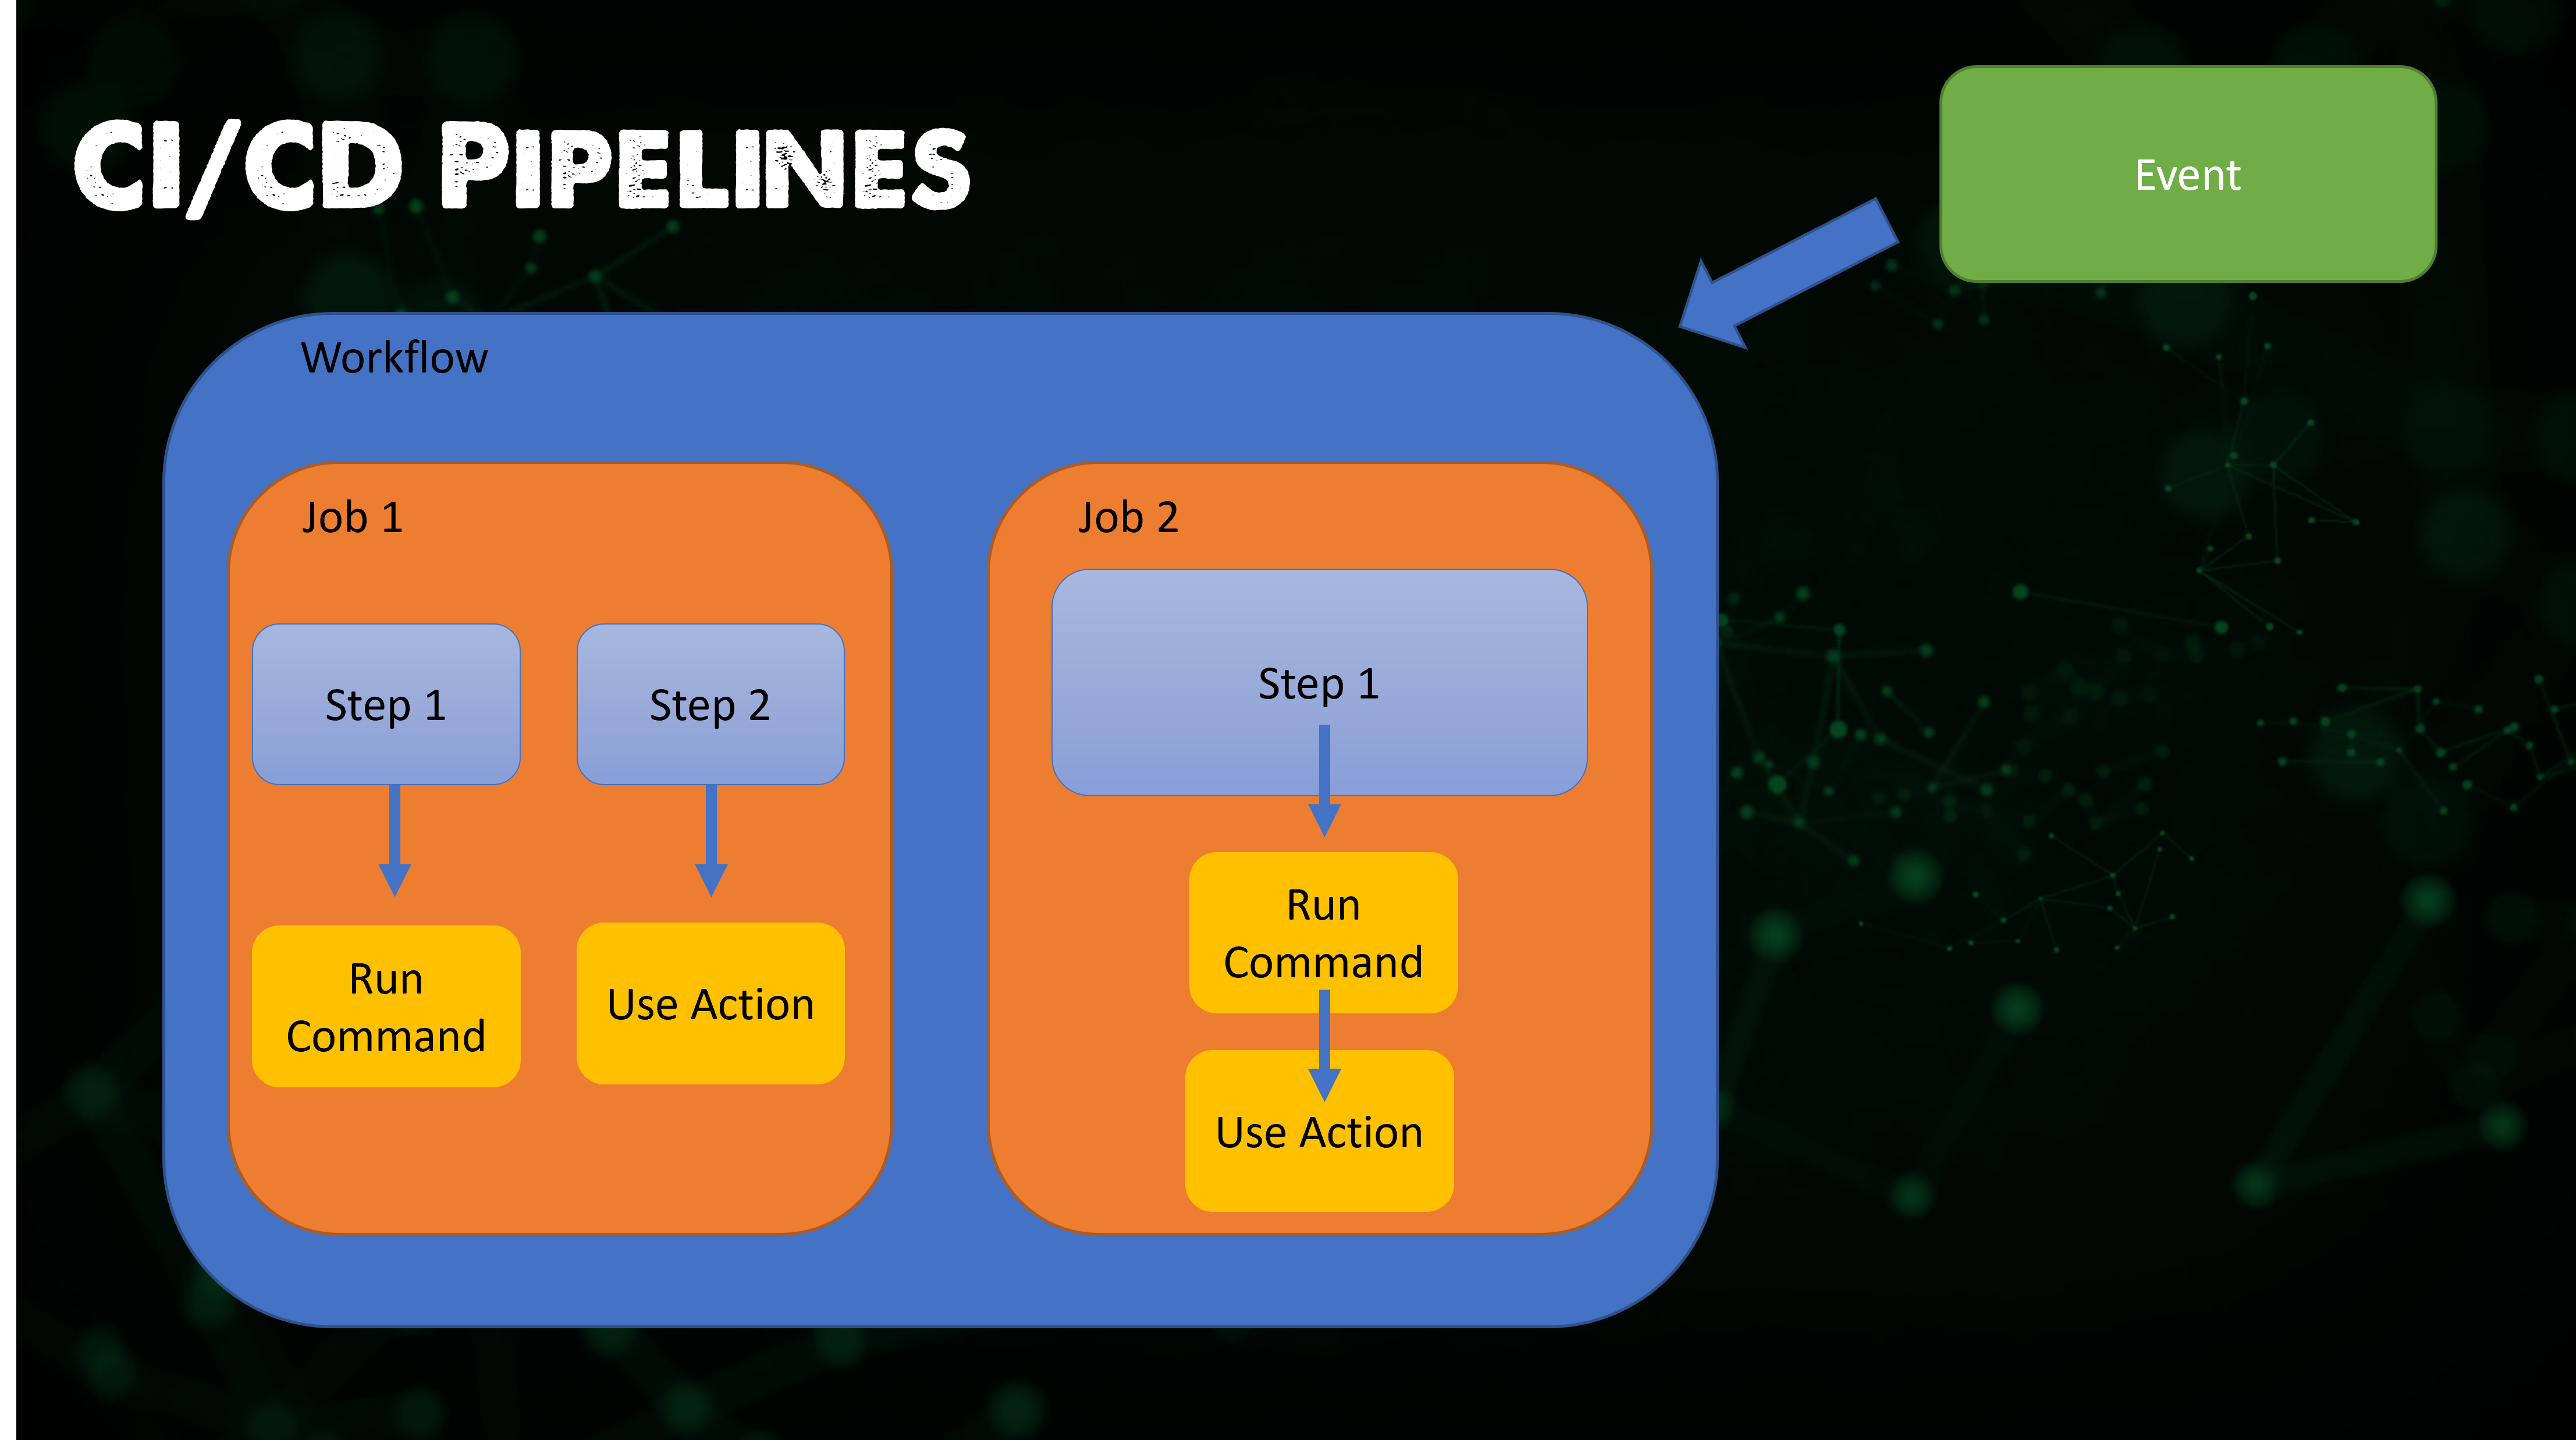 CI/CD PIPELINES
Event
Workflow
Job 1
Step 1
Step 2
Run
Command
Use Action
Job 2
Step 1
Run
Command
Use Action